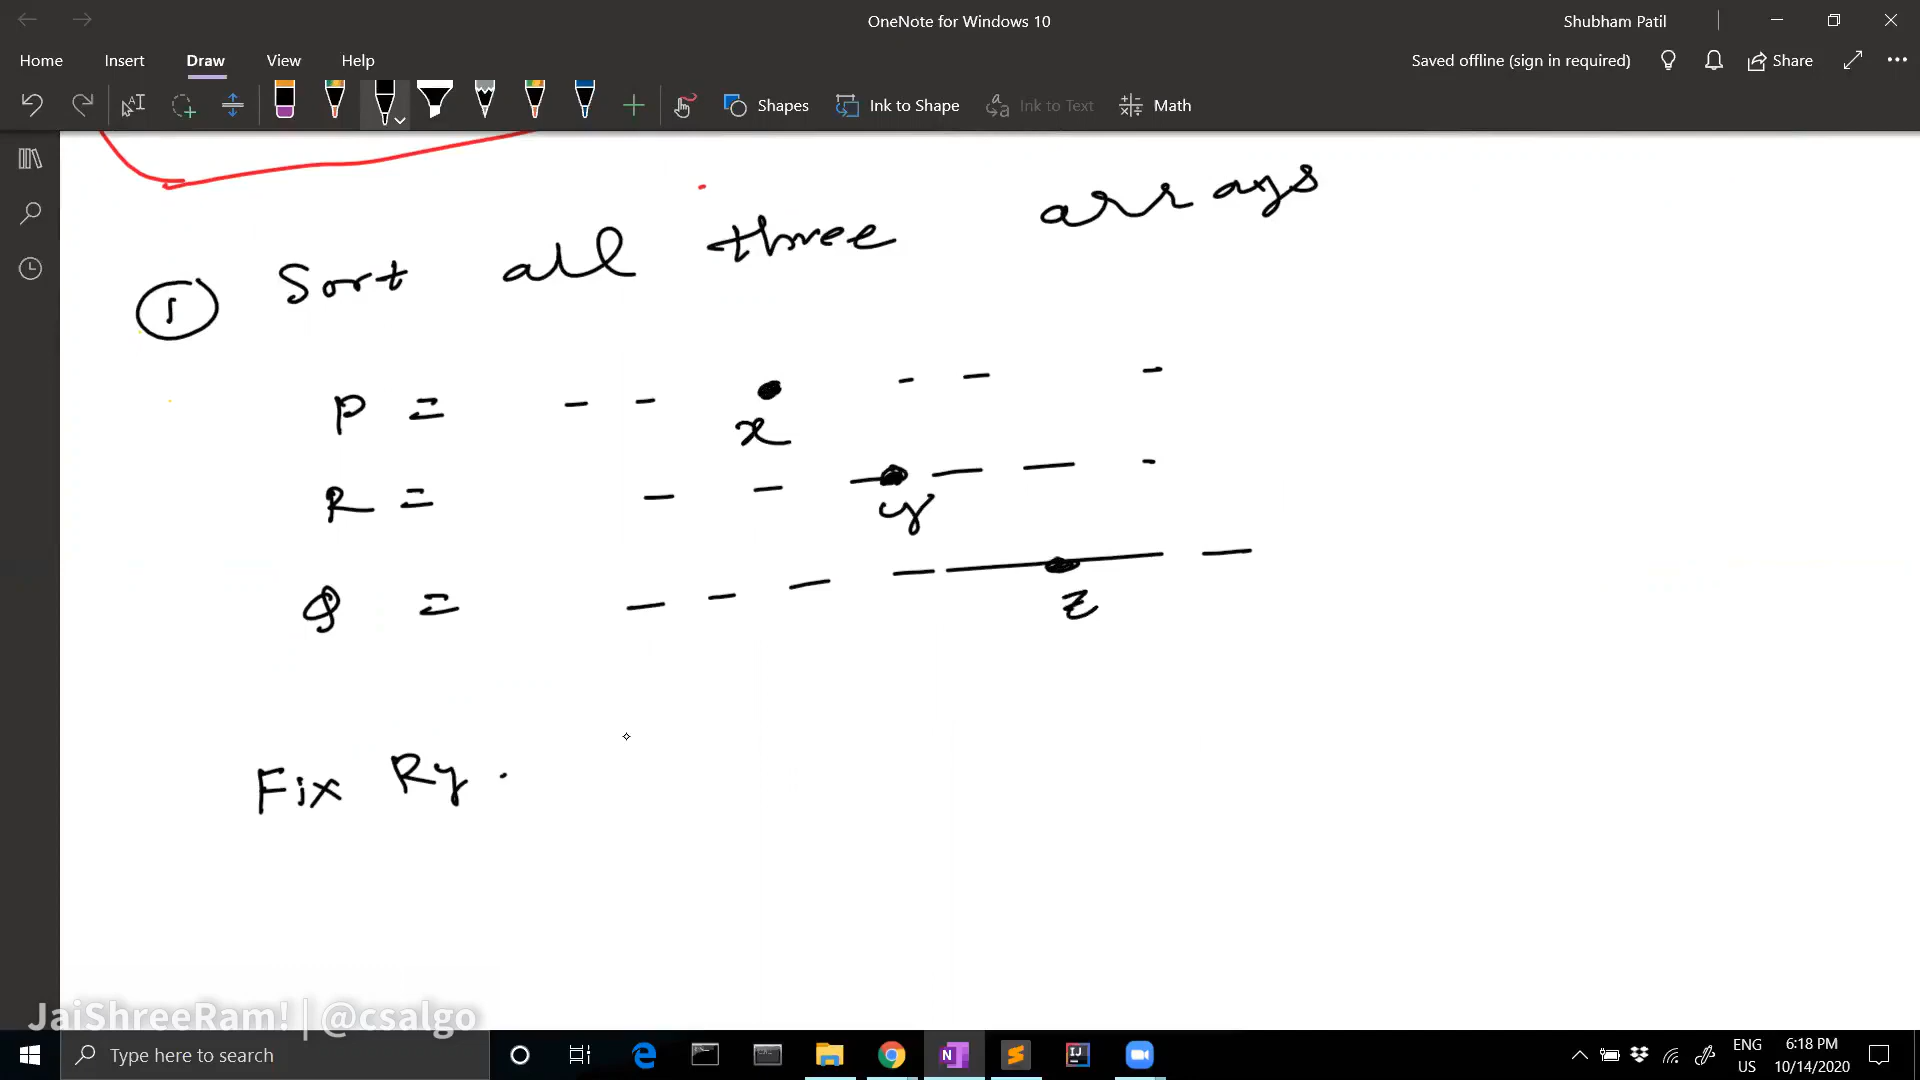 OneNote for Windows 10
Shubham Patil
Home Insert Draw View Help
Saved offline (sign in required)
Share
Shapes
Ink to Shape
Ink to Text
Math
① Sort all three arrays
P =
x
R =
y
Q =
z
Fix Ry.
JaiShreeRam! | @csalgo
Type here to search
N
IJ
ENG
US
6:18 PM
10/14/2020